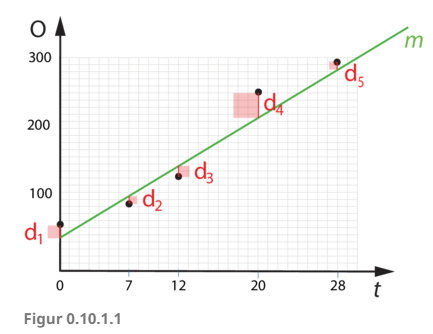 O
m
300
200
100
d₁
d₂
d₃
d₄
d₅
0 7 12 20 28 t
Figur 0.10.1.1